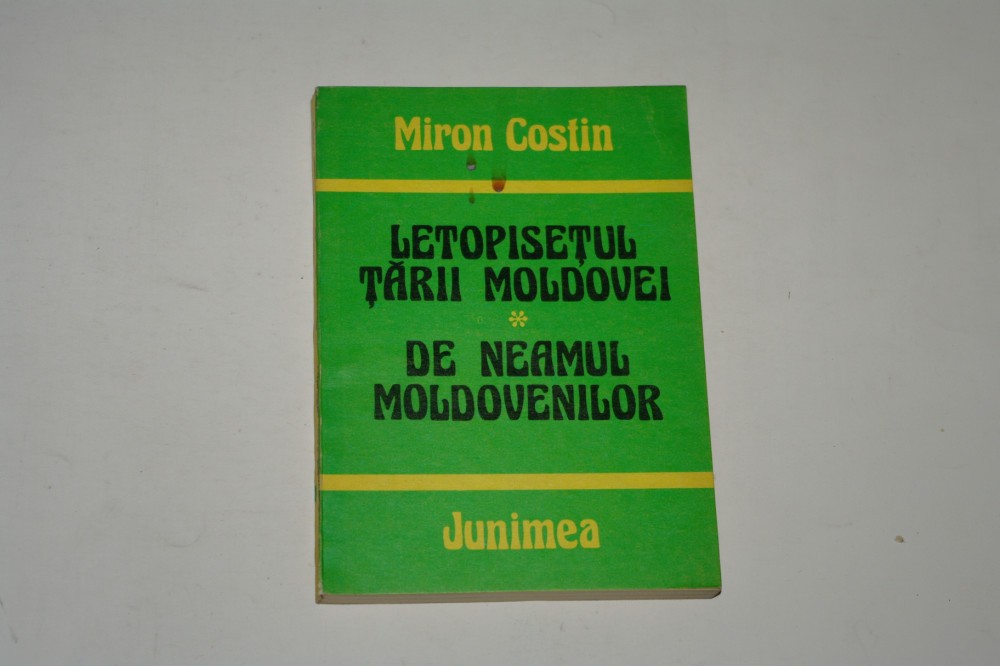 Miron Costin
LETOPISEȚUL
ȚĂRII MOLDOVEI
*
DE NEAMUL
MOLDOVENILOR
Junimea